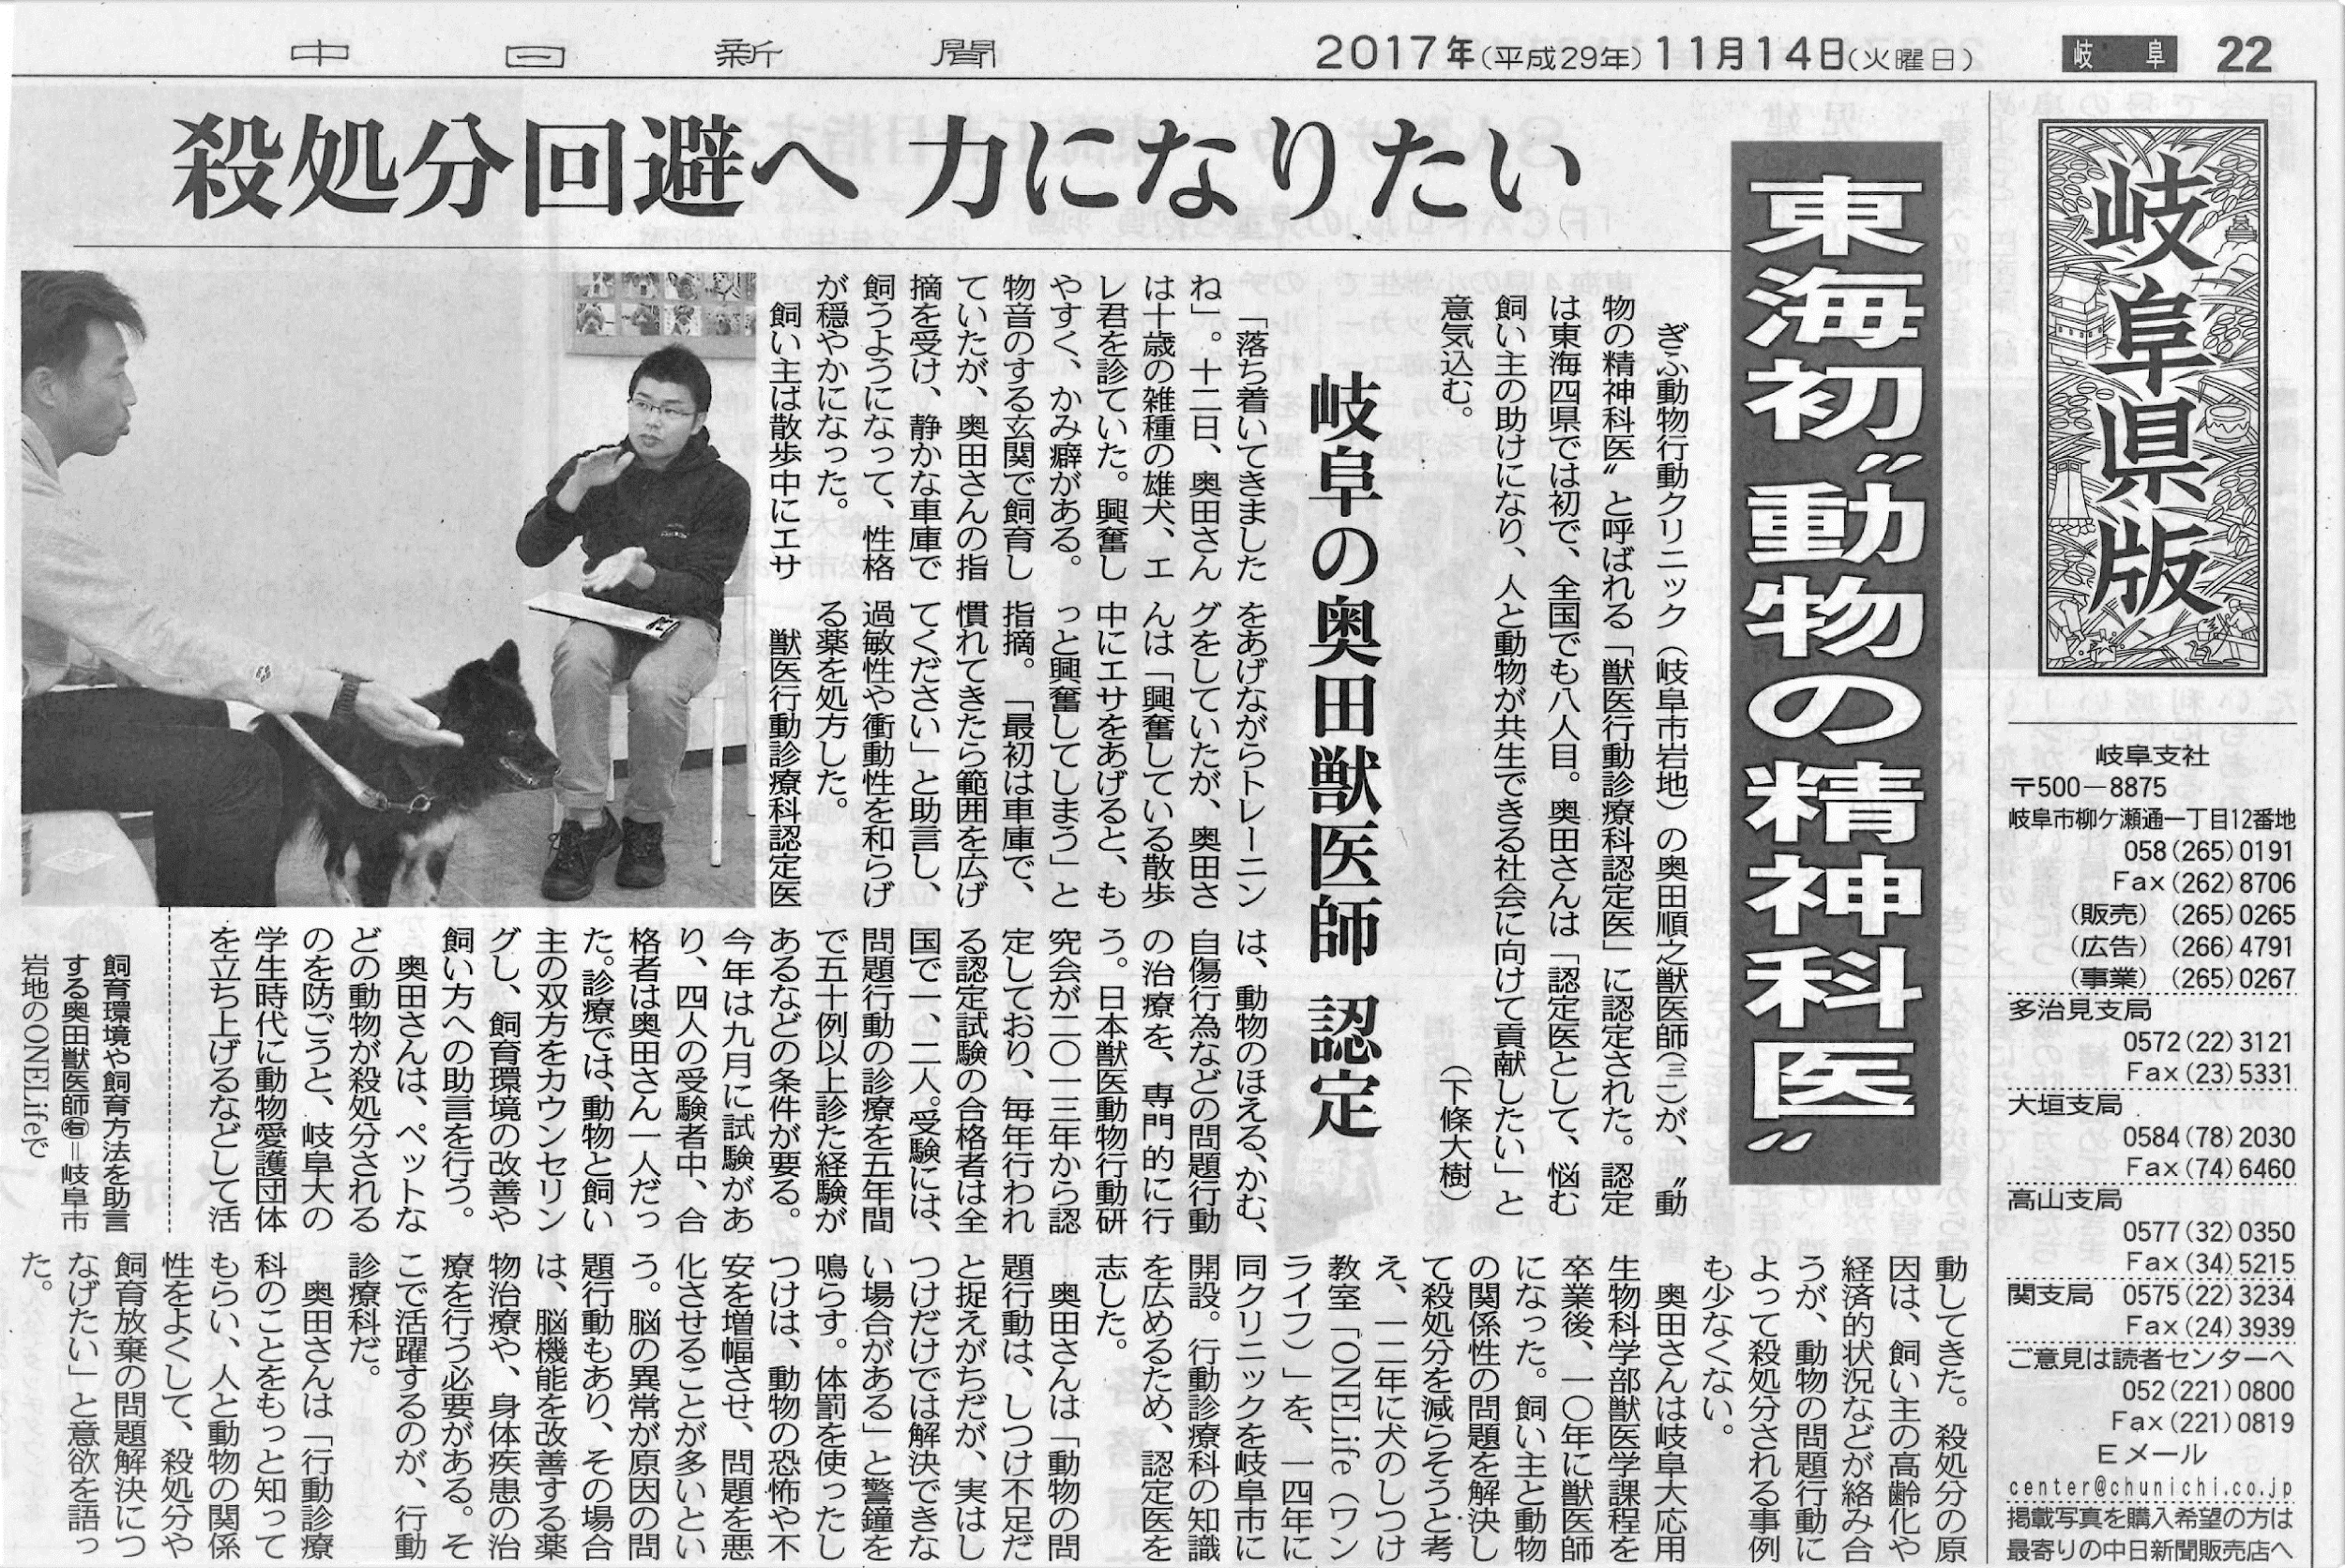 中日新聞
2017年(平成29年)11月14日(火曜日)
岐阜 22
岐阜県版
殺処分回避へ 力になりたい
東海初〝動物の精神科医〟
岐阜の奥田獣医師 認定
ぎふ動物行動クリニック(岐阜市岩地)の奥田順之獣医師(三二)が、〝動
物の精神科医〟と呼ばれる「獣医行動診療科認定医」に認定された。認定
は東海四県では初で、全国でも八人目。奥田さんは「認定医として、悩む
飼い主の助けになり、人と動物が共生できる社会に向けて貢献したい」と
意気込む。
(下條大樹)
「落ち着いてきました
ね」。十二日、奥田さん
は十歳の雑種の雄犬、エ
レ君を診ていた。興奮し
やすく、かみ癖がある。
物音のする玄関で飼育し
ていたが、奥田さんの指
摘を受け、静かな車庫で
飼うようになって、性格
が穏やかになった。
飼い主は散歩中にエサ
をあげながらトレーニン
グをしていたが、奥田さ
んは「興奮している散歩
中にエサをあげると、も
っと興奮してしまう」と
指摘。「最初は車庫で、
慣れてきたら範囲を広げ
てください」と助言し、
過敏性や衝動性を和らげ
る薬を処方した。
獣医行動診療科認定医
は、動物のほえる、かむ、
自傷行為などの問題行動
の治療を、専門的に行
う。日本獣医動物行動研
究会が二〇一三年から認
定しており、毎年行われ
る認定試験の合格者は全
国で一、二人。受験には、
問題行動の診療を五年間
で五十例以上診た経験が
あるなどの条件が要る。
今年は九月に試験があ
り、四人の受験者中、合
格者は奥田さん一人だっ
た。診療では、動物と飼い
主の双方をカウンセリン
グし、飼育環境の改善や
飼い方への助言を行う。
奥田さんは、ペットな
どの動物が殺処分される
のを防ごうと、岐阜大の
学生時代に動物愛護団体
を立ち上げるなどして活
動してきた。殺処分の原
因は、飼い主の高齢化や
経済的状況などが絡み合
うが、動物の問題行動に
よって殺処分される事例
も少なくない。
奥田さんは岐阜大応用
生物科学部獣医学課程を
卒業後、一〇年に獣医師
になった。飼い主と動物
の関係性の問題を解決し
て殺処分を減らそうと考
え、一二年に犬のしつけ
教室「ONELife(ワン
ライフ)」を、一四年に
同クリニックを岐阜市に
開設。行動診療科の知識
を広めるため、認定医を
志した。
奥田さんは「動物の問
題行動は、しつけ不足だ
と捉えがちだが、実はし
つけだけでは解決できな
い場合がある」と警鐘を
鳴らす。体罰を使ったし
つけは、動物の恐怖や不
安を増幅させ、問題を悪
化させることが多いとい
う。脳の異常が原因の問
題行動もあり、その場合
は、脳機能を改善する薬
物治療や、身体疾患の治
療を行う必要がある。そ
こで活躍するのが、行動
診療科だ。
奥田さんは「行動診療
科のことをもっと知って
もらい、人と動物の関係
性をよくして、殺処分や
飼育放棄の問題解決につ
なげたい」と意欲を語っ
た。
飼育環境や飼育方法を助言
する奥田獣医師㊨=岐阜市
岩地のONELifeで
岐阜支社
〒500-8875
岐阜市柳ケ瀬通一丁目12番地
058(265)0191
Fax(262)8706
(販売)(265)0265
(広告)(266)4791
(事業)(265)0267
多治見支局
0572(22)3121
Fax(23)5331
大垣支局
0584(78)2030
Fax(74)6460
高山支局
0577(32)0350
Fax(34)5215
関支局 0575(22)3234
Fax(24)3939
ご意見は読者センターへ
052(221)0800
Fax(221)0819
Eメール
center@chunichi.co.jp
掲載写真を購入希望の方は
最寄りの中日新聞販売店へ